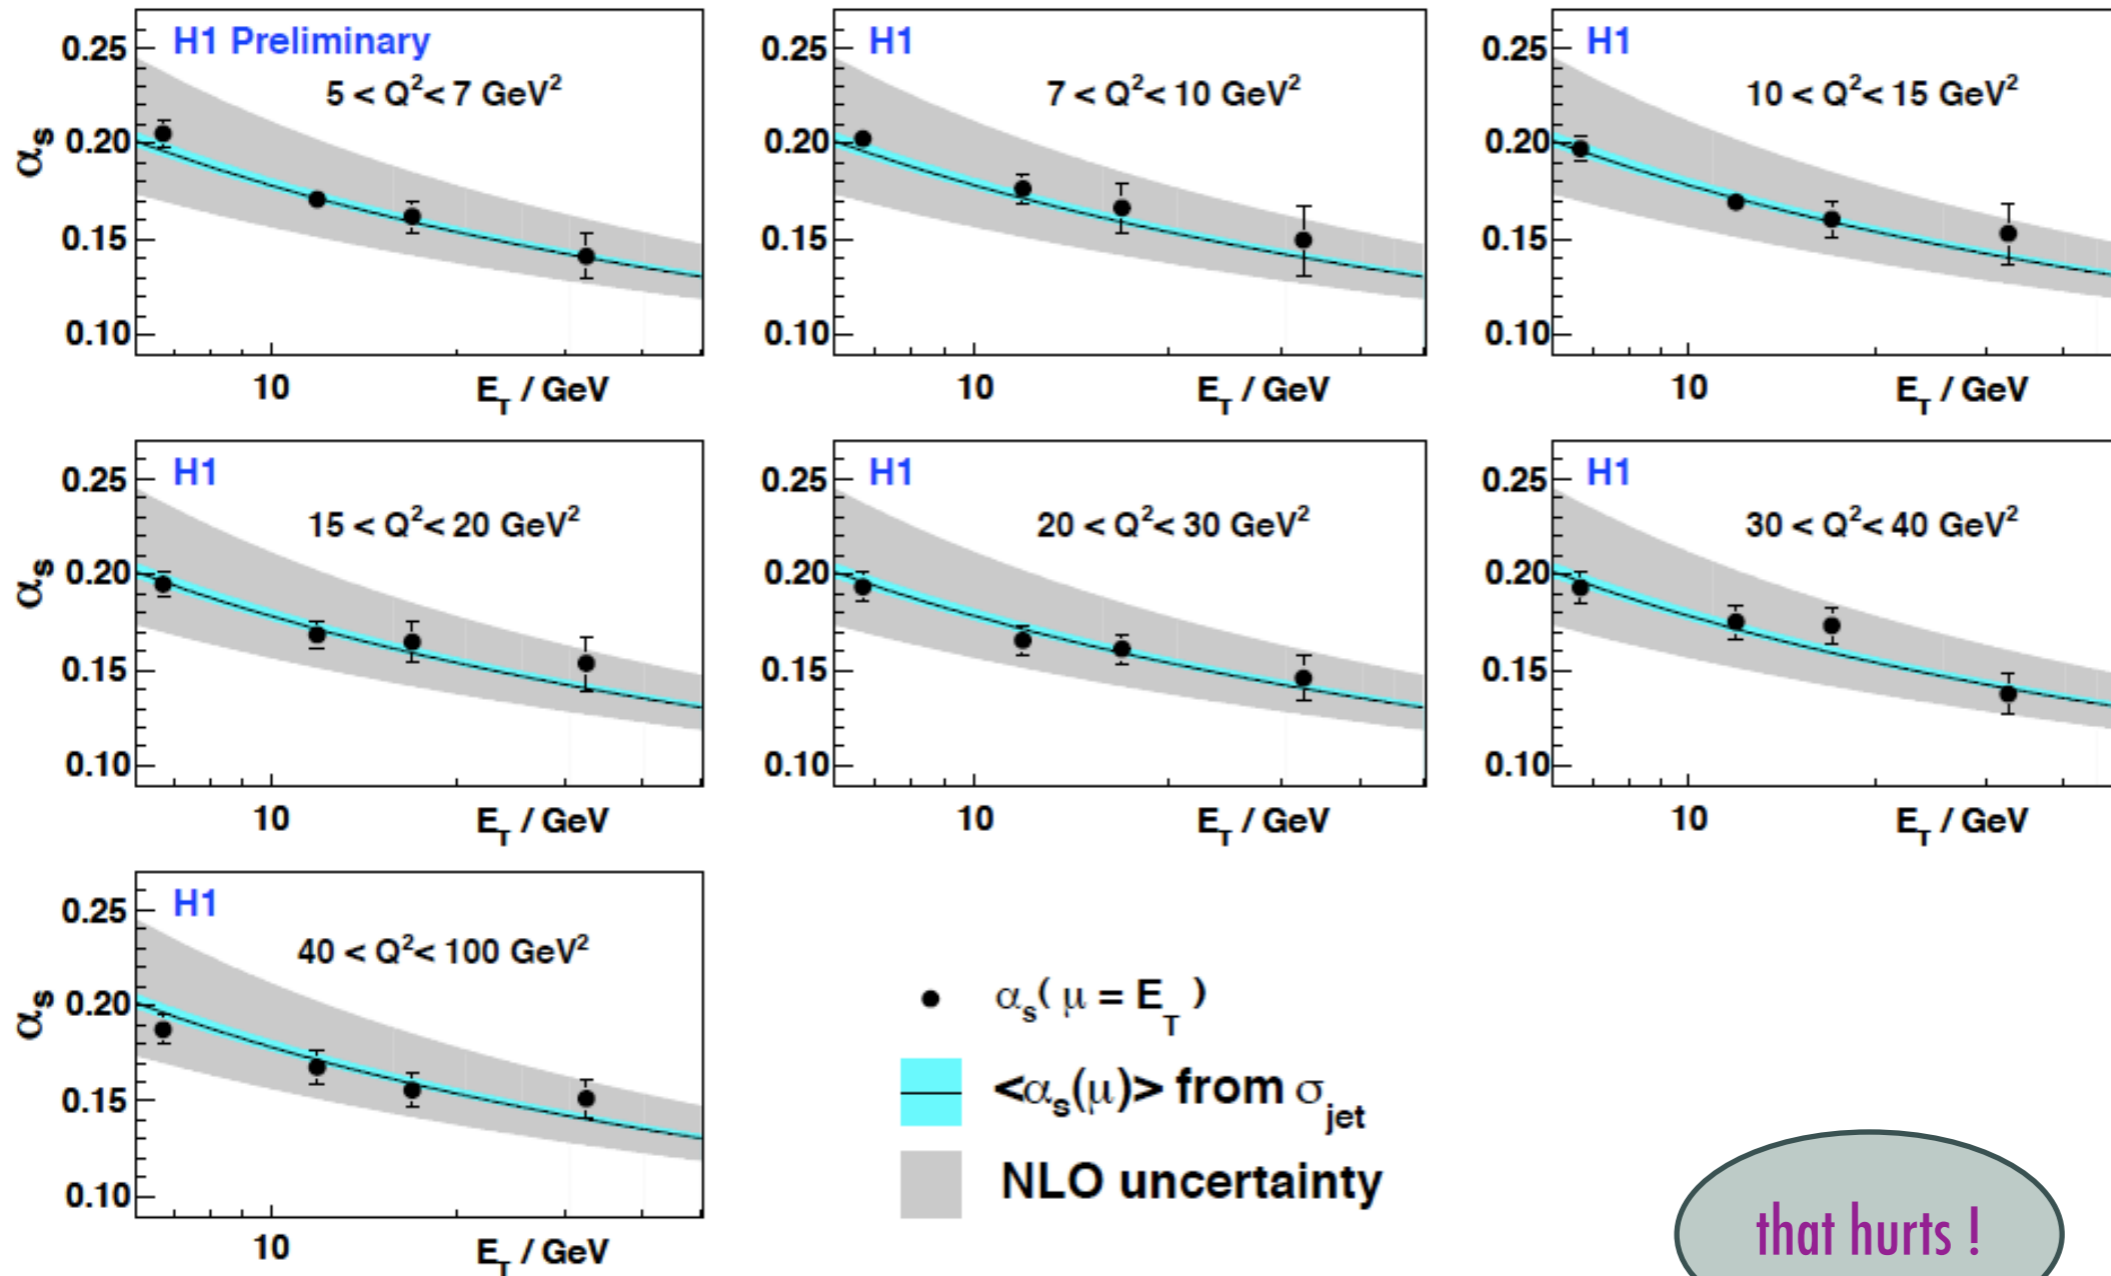 H1 Preliminary
5 < Q²< 7 GeV²
αs
0.25
0.20
0.15
0.10
10
E_T / GeV
H1
7 < Q²< 10 GeV²
0.25
0.20
0.15
0.10
10
E_T / GeV
H1
10 < Q²< 15 GeV²
0.25
0.20
0.15
0.10
10
E_T / GeV
H1
15 < Q²< 20 GeV²
αs
0.25
0.20
0.15
0.10
10
E_T / GeV
H1
20 < Q²< 30 GeV²
0.25
0.20
0.15
0.10
10
E_T / GeV
H1
30 < Q²< 40 GeV²
0.25
0.20
0.15
0.10
10
E_T / GeV
H1
40 < Q²< 100 GeV²
αs
0.25
0.20
0.15
0.10
10
E_T / GeV
αs( μ = E_T )
<αs(μ)> from σ_jet
NLO uncertainty
that hurts !